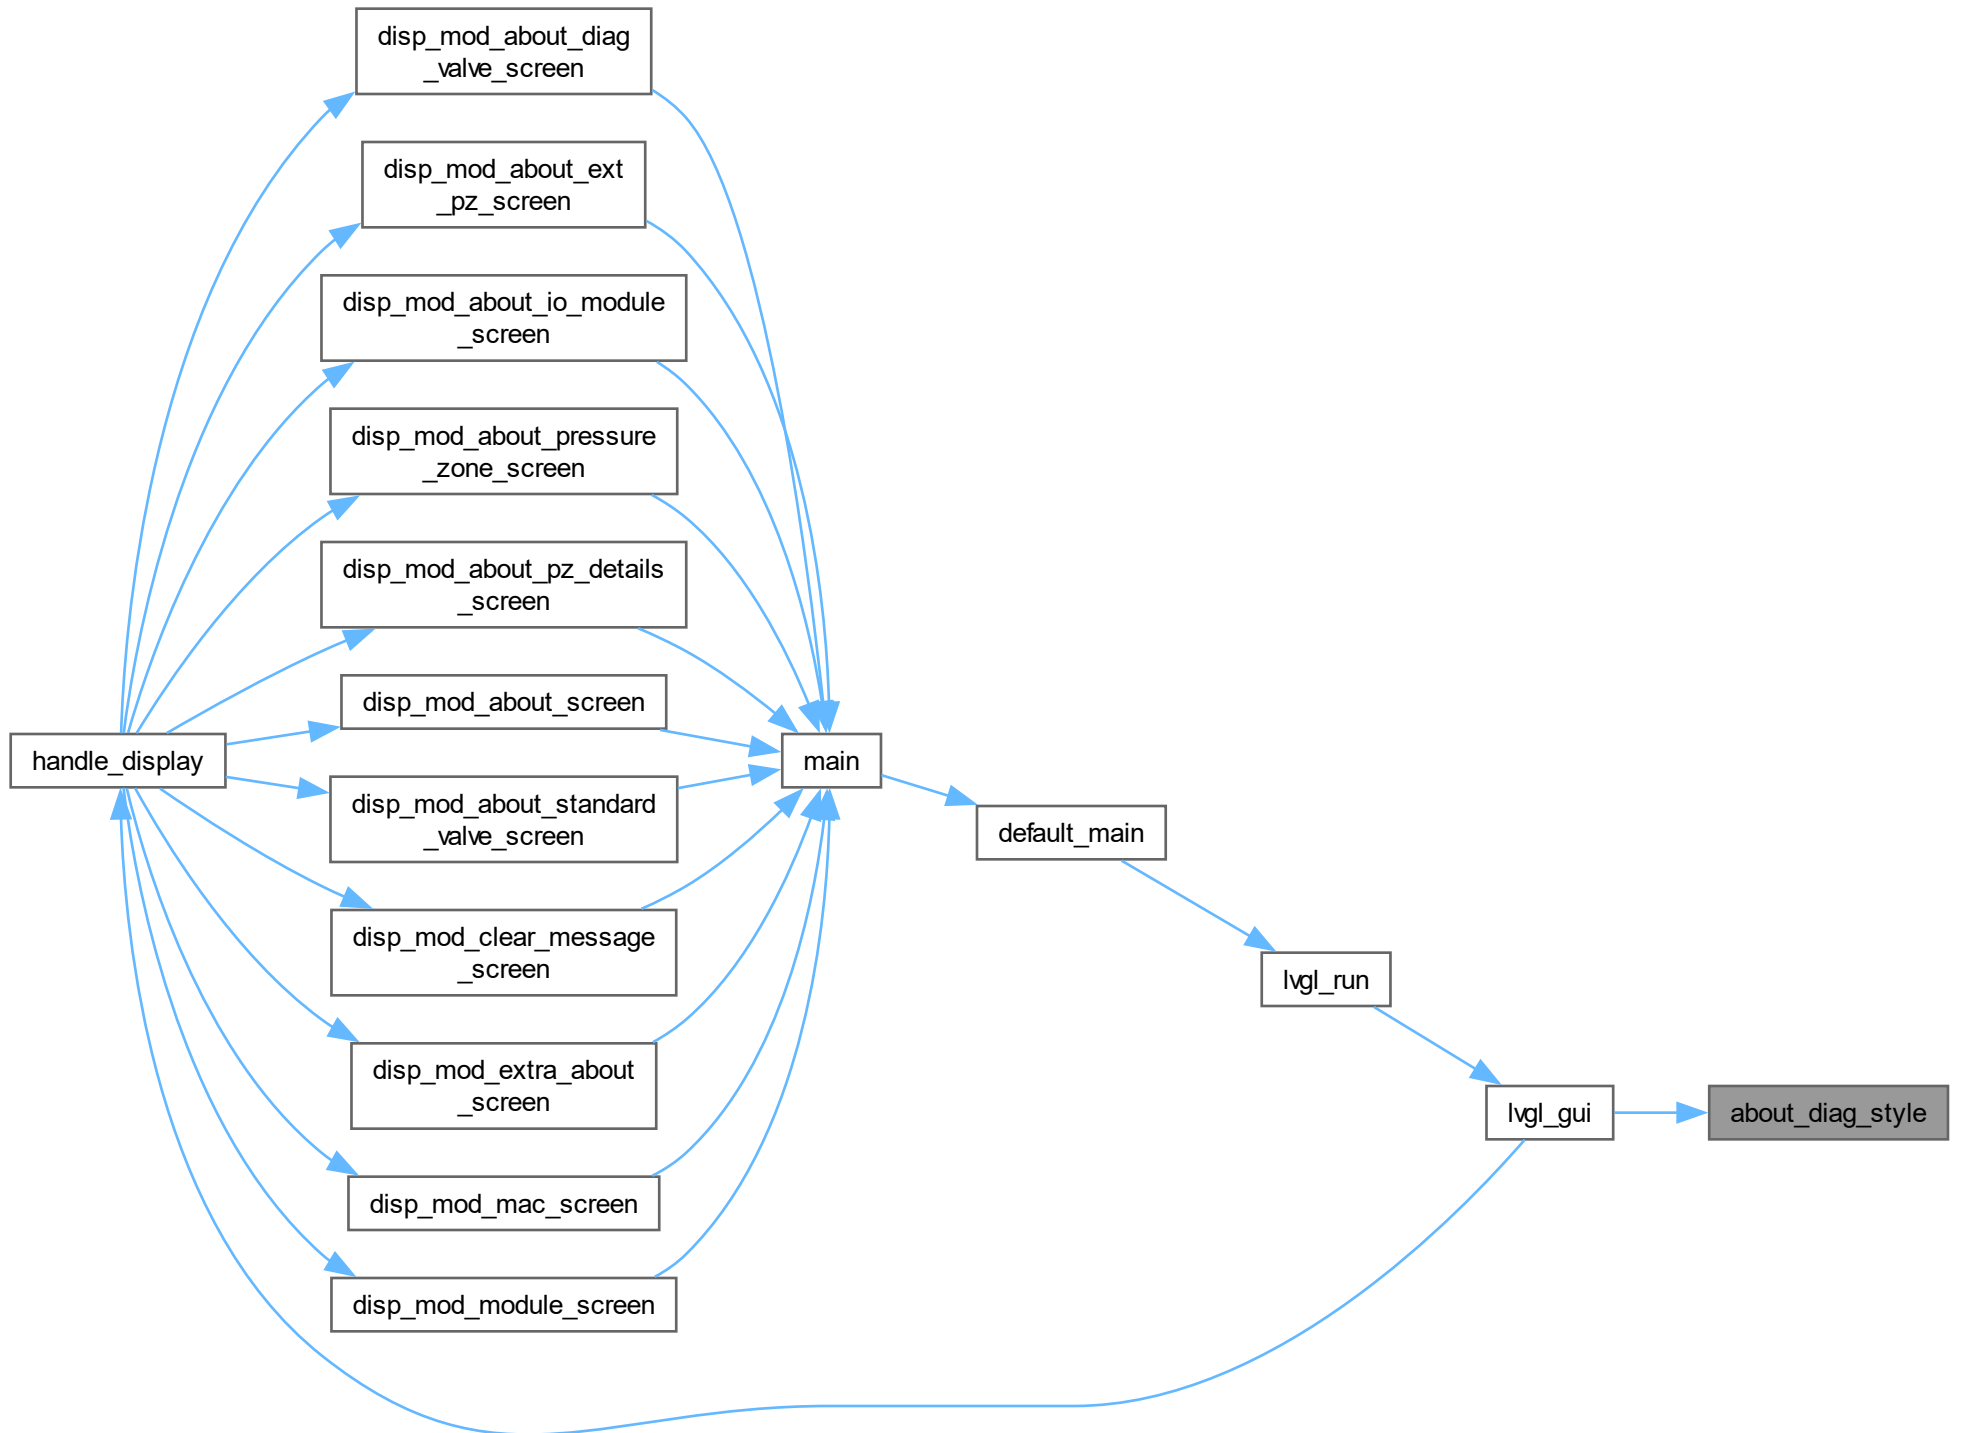 disp_mod_about_diag
_valve_screen
disp_mod_about_ext
_pz_screen
disp_mod_about_io_module
_screen
disp_mod_about_pressure
_zone_screen
disp_mod_about_pz_details
_screen
disp_mod_about_screen
handle_display
main
disp_mod_about_standard
_valve_screen
default_main
disp_mod_clear_message
_screen
lvgl_run
disp_mod_extra_about
_screen
lvgl_gui
about_diag_style
disp_mod_mac_screen
disp_mod_module_screen